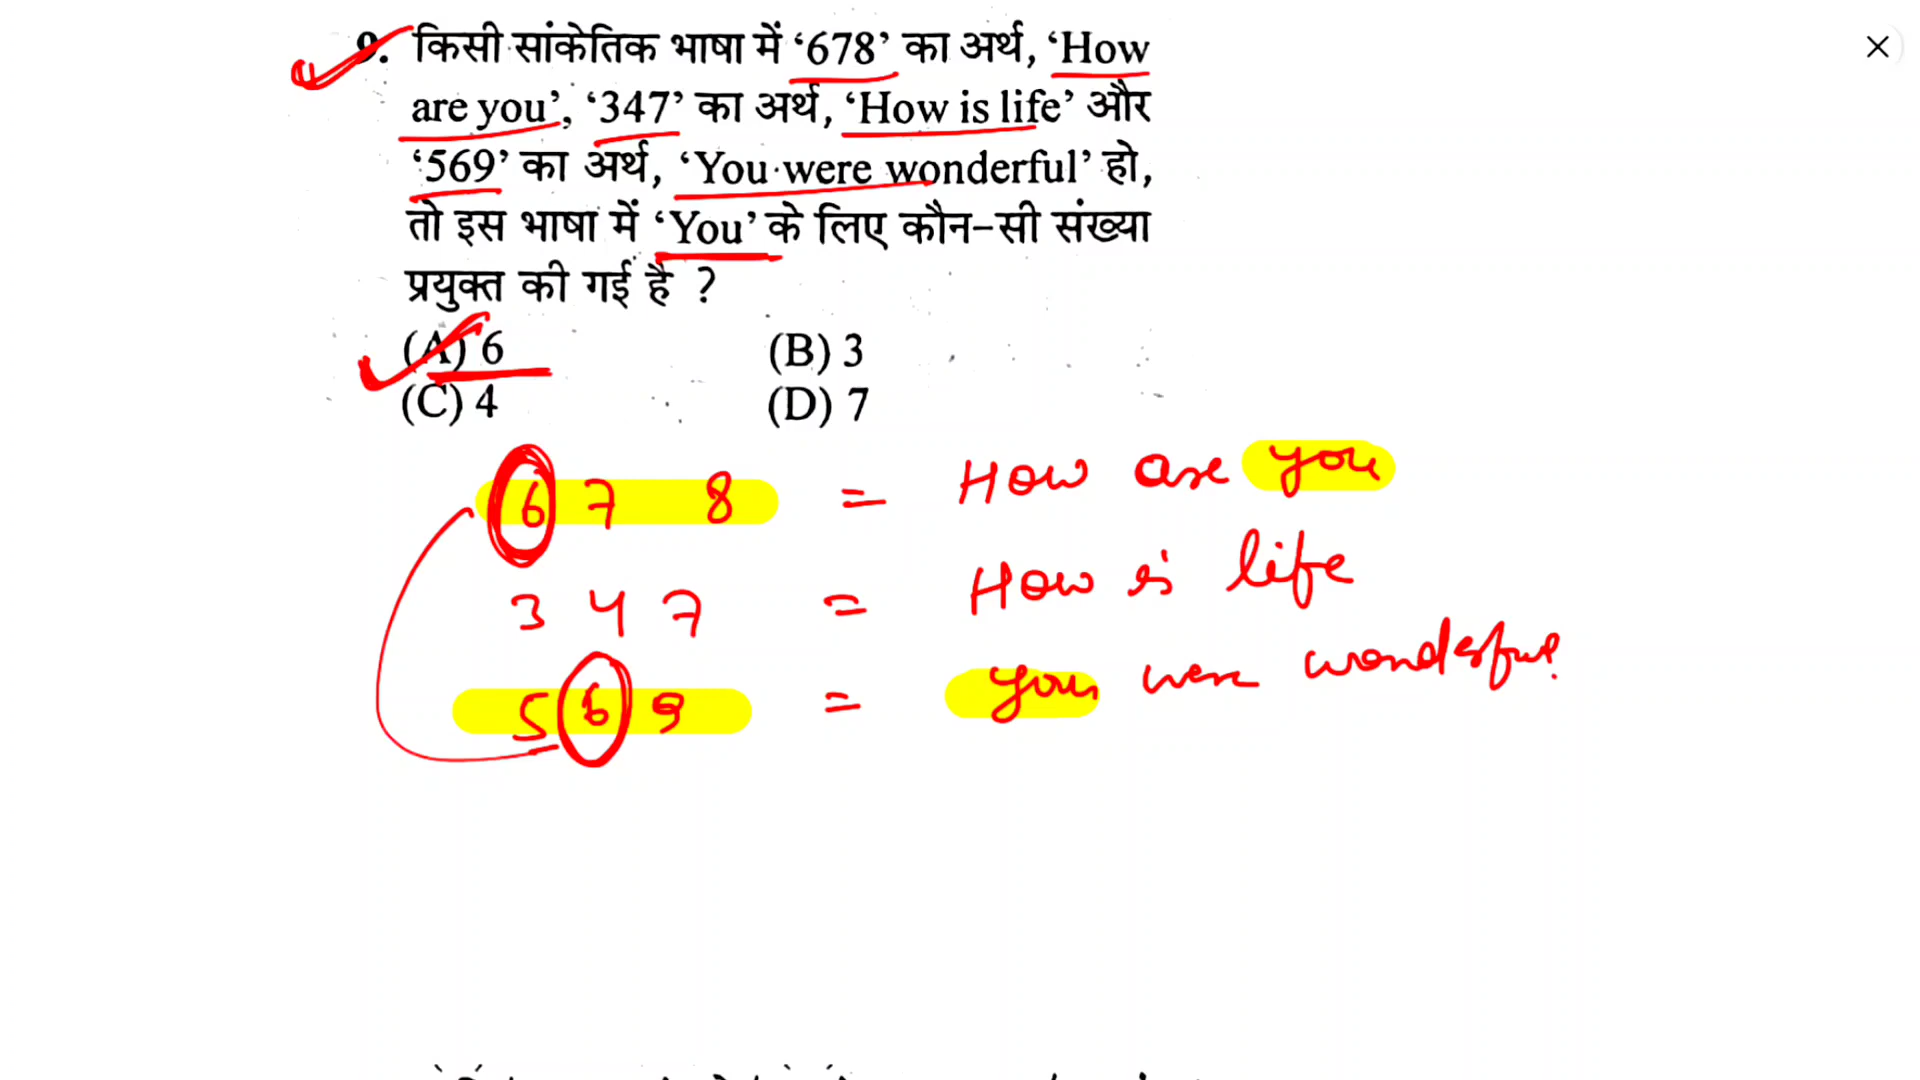 9. किसी सांकेतिक भाषा में ‘678’ का अर्थ, ‘How
are you’, ‘347’ का अर्थ, ‘How is life’ और
‘569’ का अर्थ, ‘You were wonderful’ हो,
तो इस भाषा में ‘You’ के लिए कौन-सी संख्या
प्रयुक्त की गई है ?
(A) 6 (B) 3
(C) 4 (D) 7
6 7 8 = How are you
3 4 7 = How is life
5 6 9 = you were wonderful